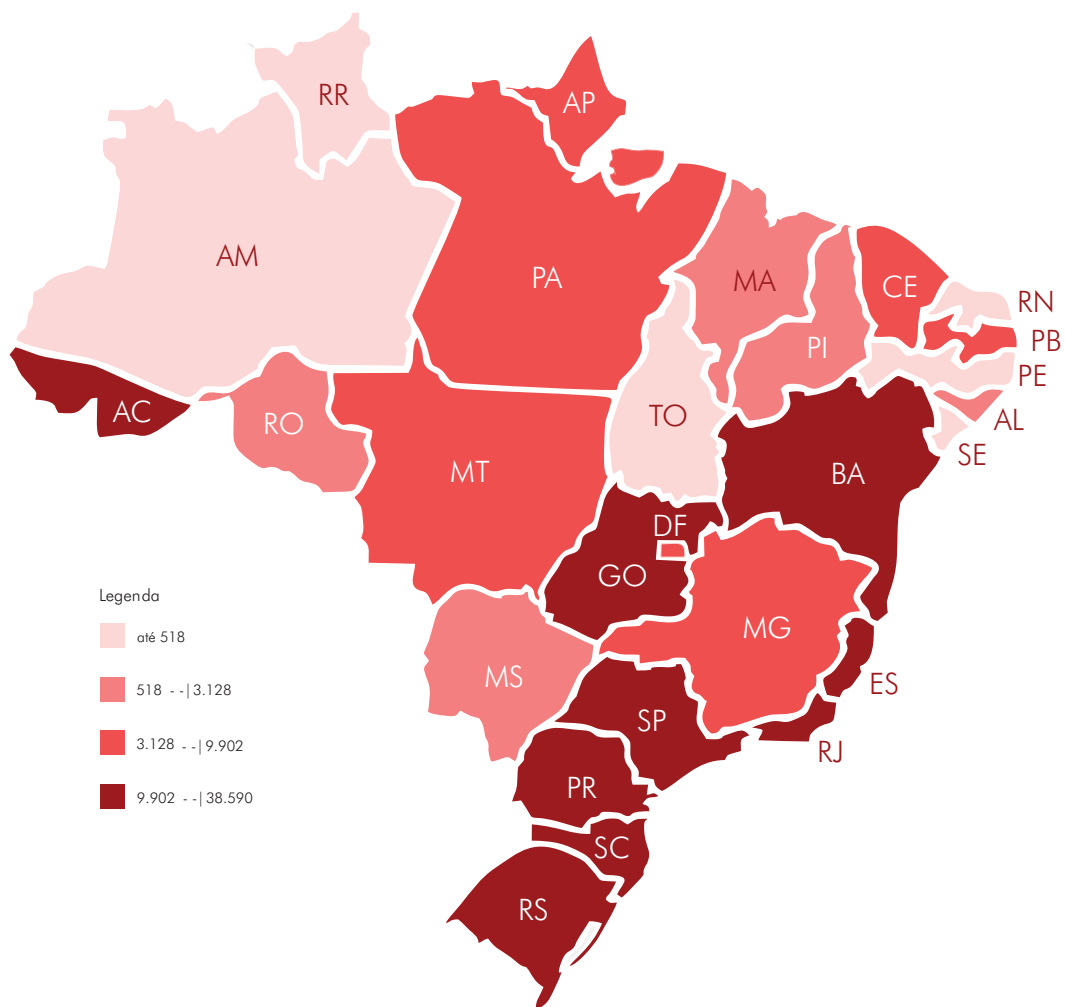 RR
AP
AM
PA
MA
CE
RN
PI
PB
PE
AC
RO
TO
AL
MT
BA
SE
DF
GO
MG
MS
ES
SP
RJ
PR
SC
RS
Legenda
até 518
518 - -| 3.128
3.128 - -| 9.902
9.902 - -| 38.590